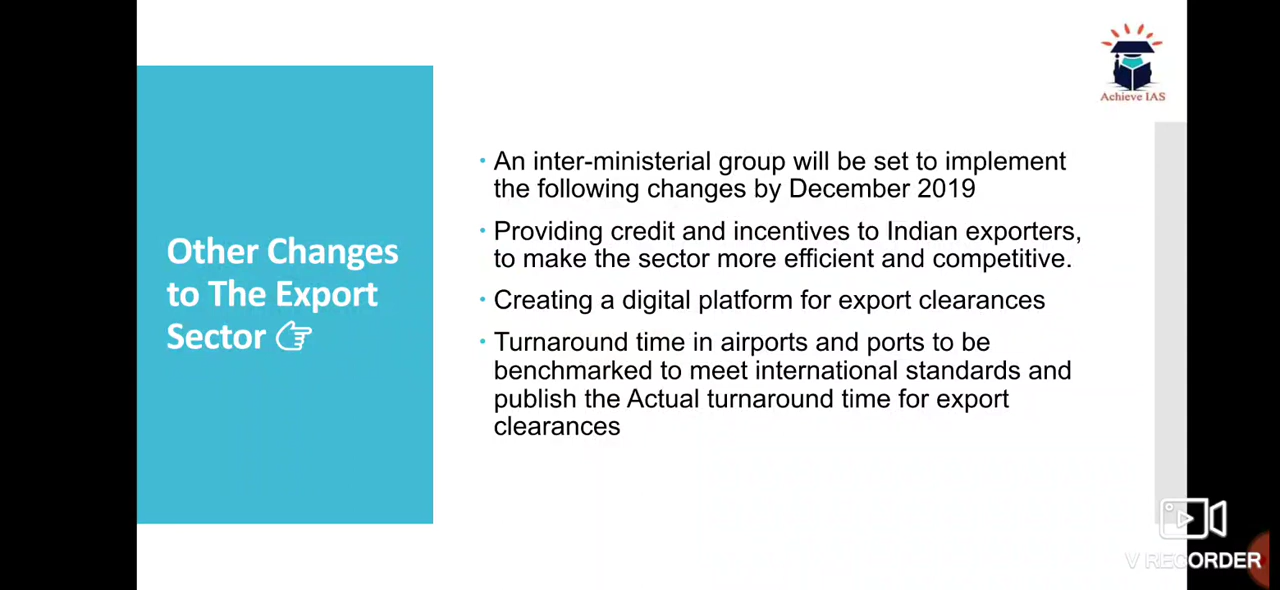 Achieve IAS
Other Changes
to The Export
Sector
• An inter-ministerial group will be set to implement
the following changes by December 2019
• Providing credit and incentives to Indian exporters,
to make the sector more efficient and competitive.
• Creating a digital platform for export clearances
• Turnaround time in airports and ports to be
benchmarked to meet international standards and
publish the Actual turnaround time for export
clearances
V RECORDER